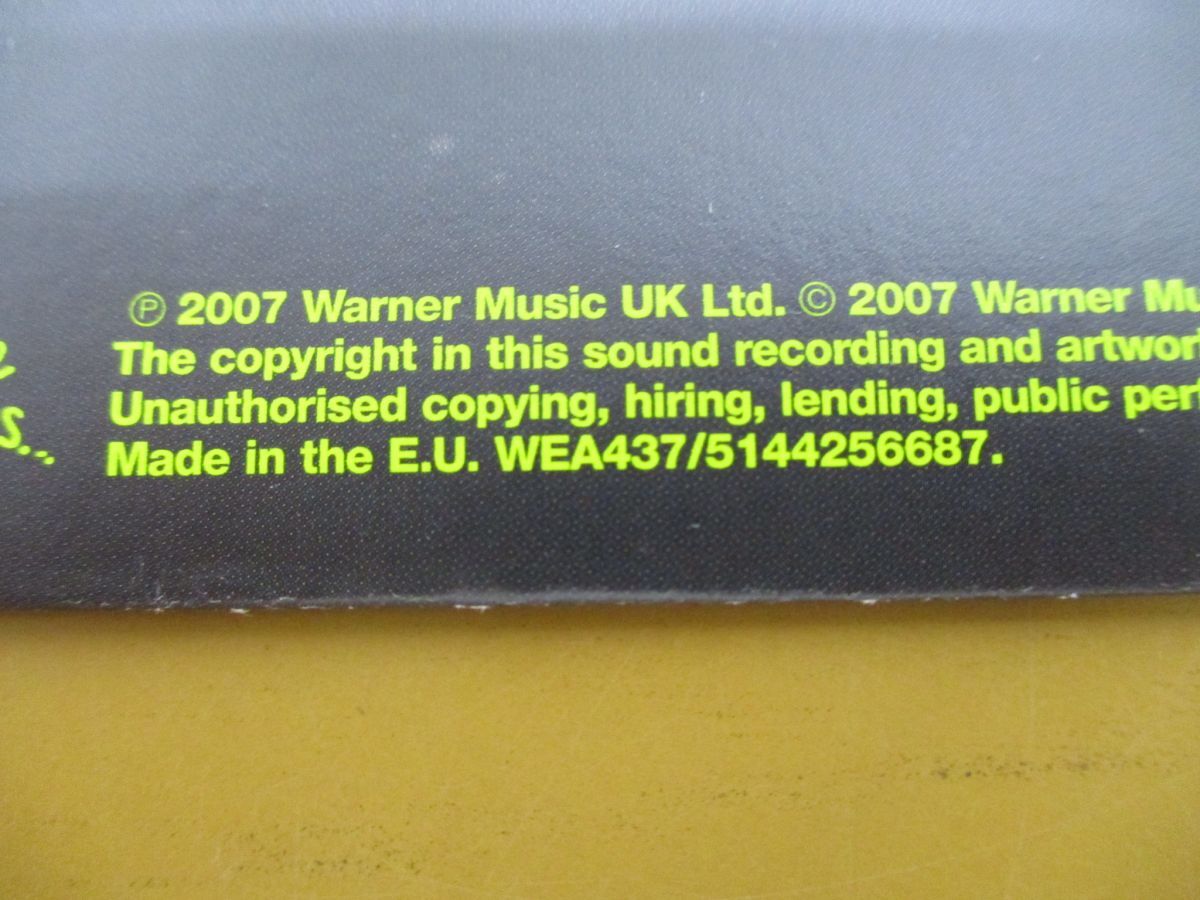 ℗ 2007 Warner Music UK Ltd. © 2007 Warner
The copyright in this sound recording and
Unauthorised copying, hiring, lending, public
Made in the E.U. WEA437/5144256687.